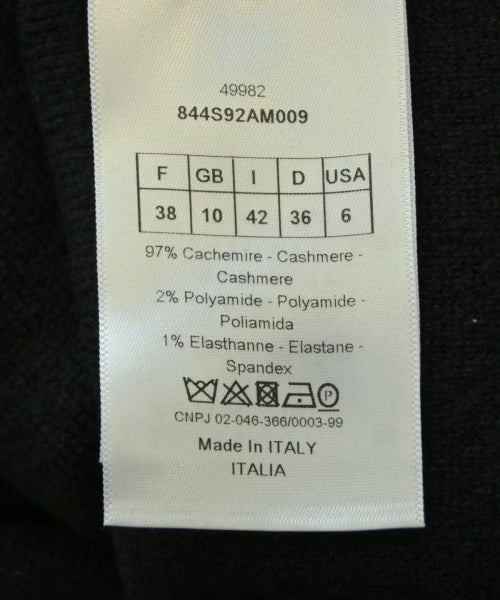 49982
844S92AM009
F GB I D USA
38 10 42 36 6
97% Cachemire - Cashmere -
Cashmere
2% Polyamide - Polyamide -
Poliamida
1% Elasthanne - Elastane -
Spandex
P
CNPJ 02-046-366/0003-99
Made In ITALY
ITALIA